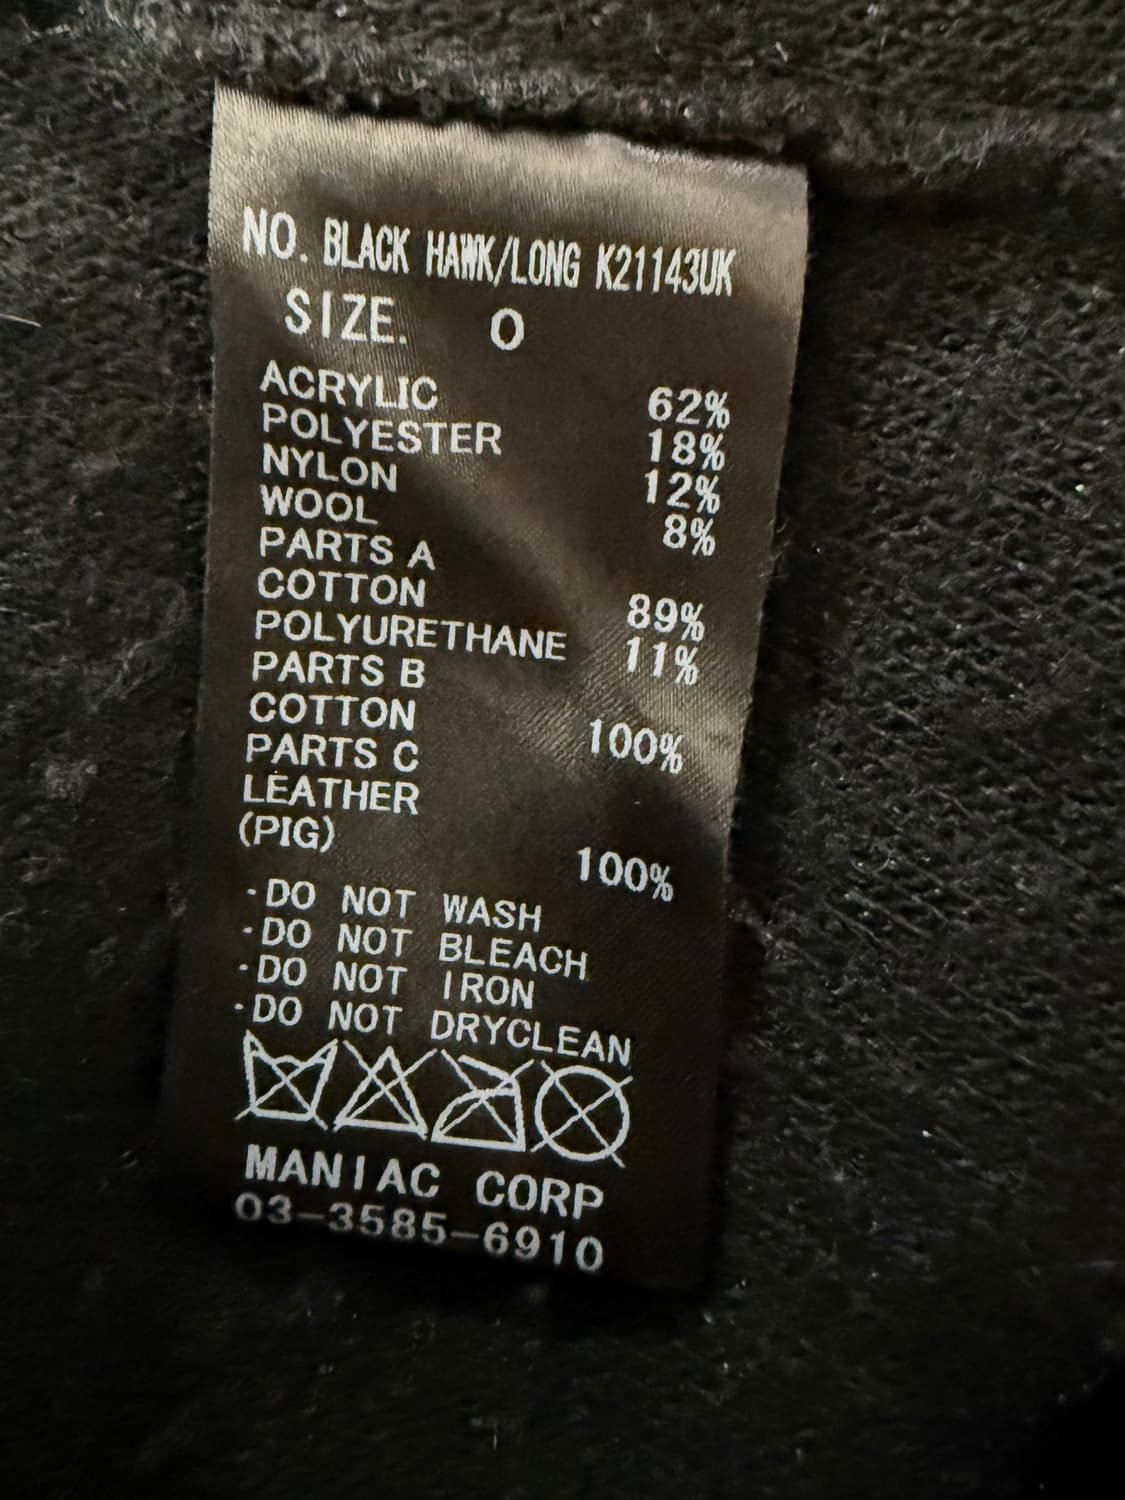 NO. BLACK HAWK/LONG K21143UK
SIZE. 0
ACRYLIC 62%
POLYESTER 18%
NYLON 12%
WOOL 8%
PARTS A
COTTON 89%
POLYURETHANE 11%
PARTS B
COTTON 100%
PARTS C
LEATHER
(PIG) 100%
·DO NOT WASH
·DO NOT BLEACH
·DO NOT IRON
·DO NOT DRYCLEAN
MANIAC CORP
03-3585-6910